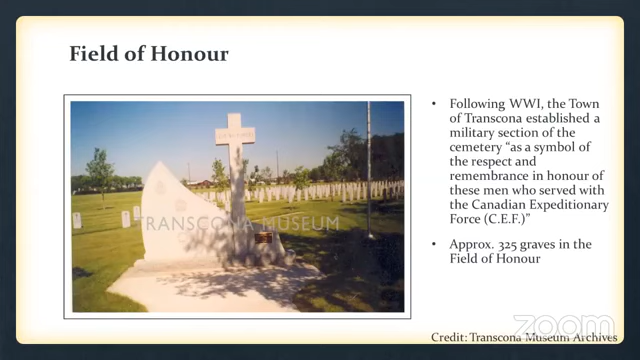 Field of Honour
TRANSCONA MUSEUM
• Following WWI, the Town
of Transcona established a
military section of the
cemetery “as a symbol of
the respect and
remembrance in honour of
these men who served with
the Canadian Expeditionary
Force (C.E.F.)”
• Approx. 325 graves in the
Field of Honour
zoom
Credit: Transcona Museum Archives